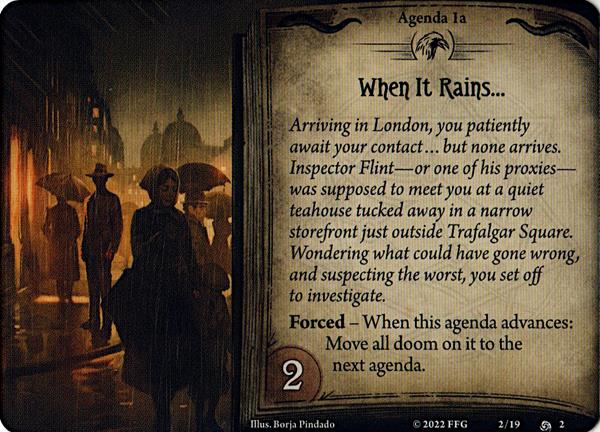 Agenda 1a
When It Rains...
Arriving in London, you patiently
await your contact... but none arrives.
Inspector Flint—or one of his proxies—
was supposed to meet you at a quiet
teahouse tucked away in a narrow
storefront just outside Trafalgar Square.
Wondering what could have gone wrong,
and suspecting the worst, you set off
to investigate.
Forced – When this agenda advances:
Move all doom on it to the
next agenda.
2
Illus. Borja Pindado
© 2022 FFG
2/19
2